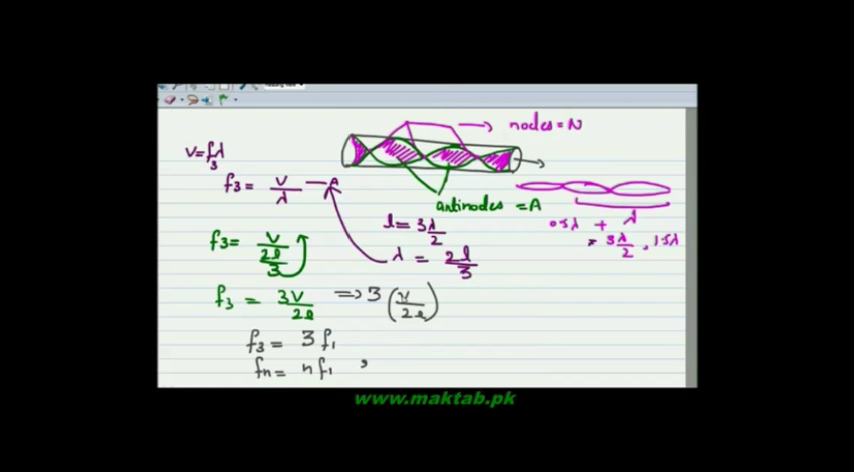 nodes = N
v = f₃λ
f₃ = v/λ — A
antinodes = A
l = 3λ/2
0.5λ + λ
= 3λ/2, 1.5λ
f₃ = v/(2l/3)
λ = 2l/3
f₃ = 3v/2l ⇒ 3(v/2l)
f₃ = 3f₁
fn = nf₁ ,
www.maktab.pk